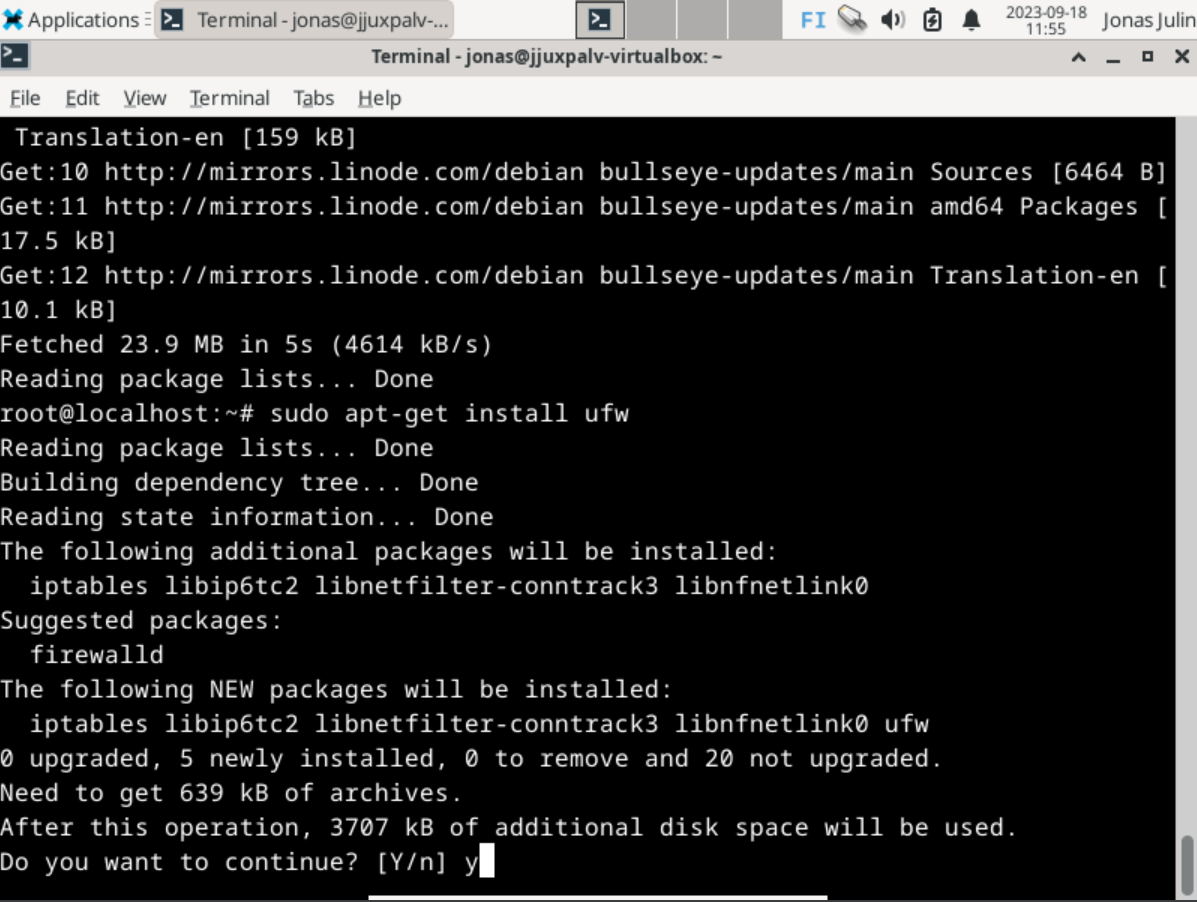 Applications Terminal - jonas@jjuxpalv-... FI 2023-09-18 11:55 Jonas Julin
Terminal - jonas@jjuxpalv-virtualbox: ~
File Edit View Terminal Tabs Help
 Translation-en [159 kB]
Get:10 http://mirrors.linode.com/debian bullseye-updates/main Sources [6464 B]
Get:11 http://mirrors.linode.com/debian bullseye-updates/main amd64 Packages [
17.5 kB]
Get:12 http://mirrors.linode.com/debian bullseye-updates/main Translation-en [
10.1 kB]
Fetched 23.9 MB in 5s (4614 kB/s)
Reading package lists... Done
root@localhost:~# sudo apt-get install ufw
Reading package lists... Done
Building dependency tree... Done
Reading state information... Done
The following additional packages will be installed:
  iptables libip6tc2 libnetfilter-conntrack3 libnfnetlink0
Suggested packages:
  firewalld
The following NEW packages will be installed:
  iptables libip6tc2 libnetfilter-conntrack3 libnfnetlink0 ufw
0 upgraded, 5 newly installed, 0 to remove and 20 not upgraded.
Need to get 639 kB of archives.
After this operation, 3707 kB of additional disk space will be used.
Do you want to continue? [Y/n] y